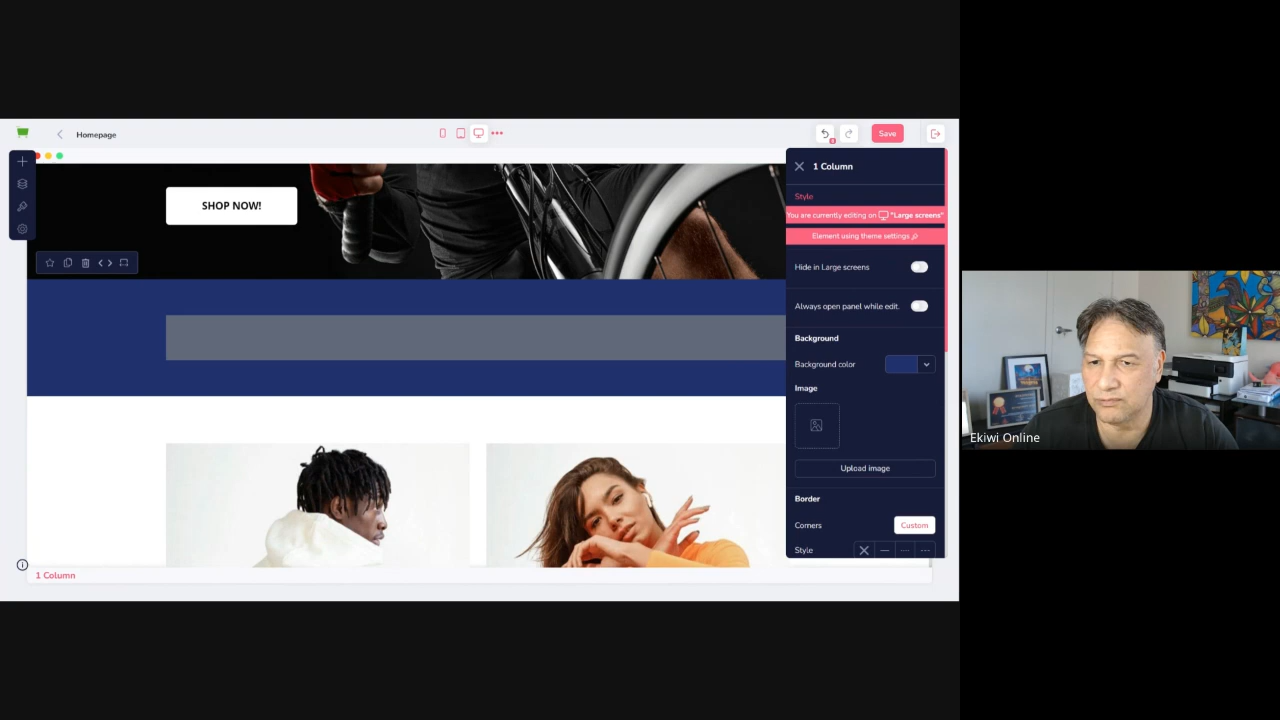 Homepage
Save
SHOP NOW!
1 Column
Style
You are currently editing on "Large screens"
Element using theme settings
Hide in Large screens
Always open panel while edit.
Background
Background color
Image
Upload image
Border
Corners
Custom
Style
1 Column
Ekiwi Online